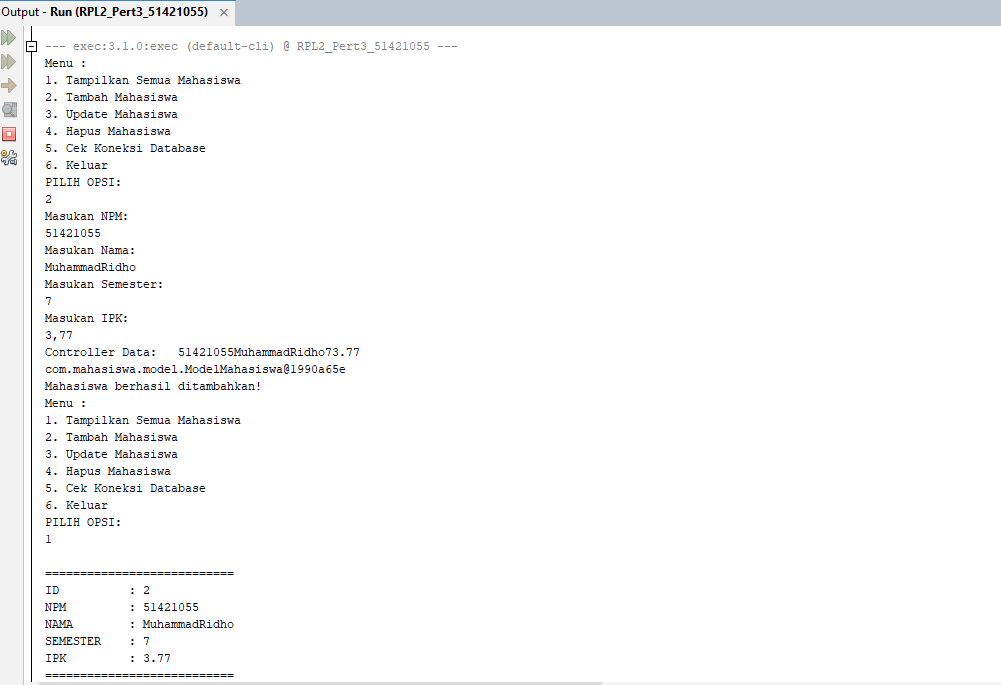 Output - Run (RPL2_Pert3_51421055) ×
--- exec:3.1.0:exec (default-cli) @ RPL2_Pert3_51421055 ---
Menu :
1. Tampilkan Semua Mahasiswa
2. Tambah Mahasiswa
3. Update Mahasiswa
4. Hapus Mahasiswa
5. Cek Koneksi Database
6. Keluar
PILIH OPSI:
2
Masukan NPM:
51421055
Masukan Nama:
MuhammadRidho
Masukan Semester:
7
Masukan IPK:
3,77
Controller Data:   51421055MuhammadRidho73.77
com.mahasiswa.model.ModelMahasiswa@1990a65e
Mahasiswa berhasil ditambahkan!
Menu :
1. Tampilkan Semua Mahasiswa
2. Tambah Mahasiswa
3. Update Mahasiswa
4. Hapus Mahasiswa
5. Cek Koneksi Database
6. Keluar
PILIH OPSI:
1
===========================
ID          : 2
NPM         : 51421055
NAMA        : MuhammadRidho
SEMESTER    : 7
IPK         : 3.77
===========================